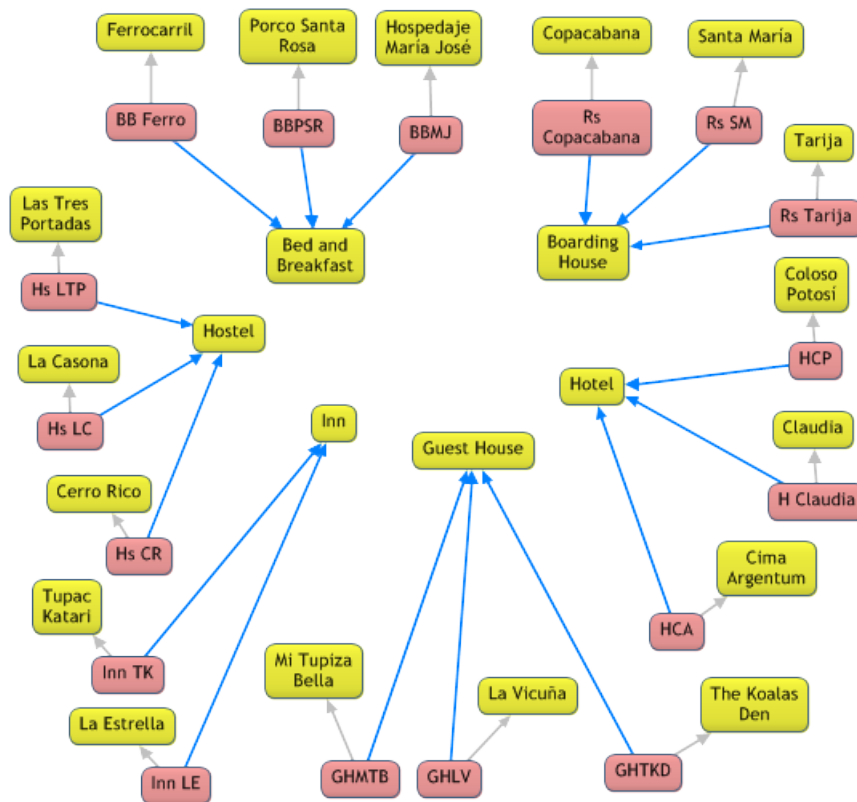 Ferrocarril
Porco Santa
Rosa
Hospedaje
María José
Copacabana
Santa María
BB Ferro
BBPSR
BBMJ
Rs
Copacabana
Rs SM
Tarija
Las Tres
Portadas
Rs Tarija
Bed and
Breakfast
Boarding
House
Hs LTP
Coloso
Potosí
Hostel
La Casona
HCP
Hotel
Hs LC
Inn
Guest House
Claudia
Cerro Rico
H Claudia
Hs CR
Cima
Argentum
Tupac
Katari
HCA
Inn TK
Mi Tupiza
Bella
La Vicuña
The Koalas
Den
La Estrella
Inn LE
GHMTB
GHLV
GHTKD